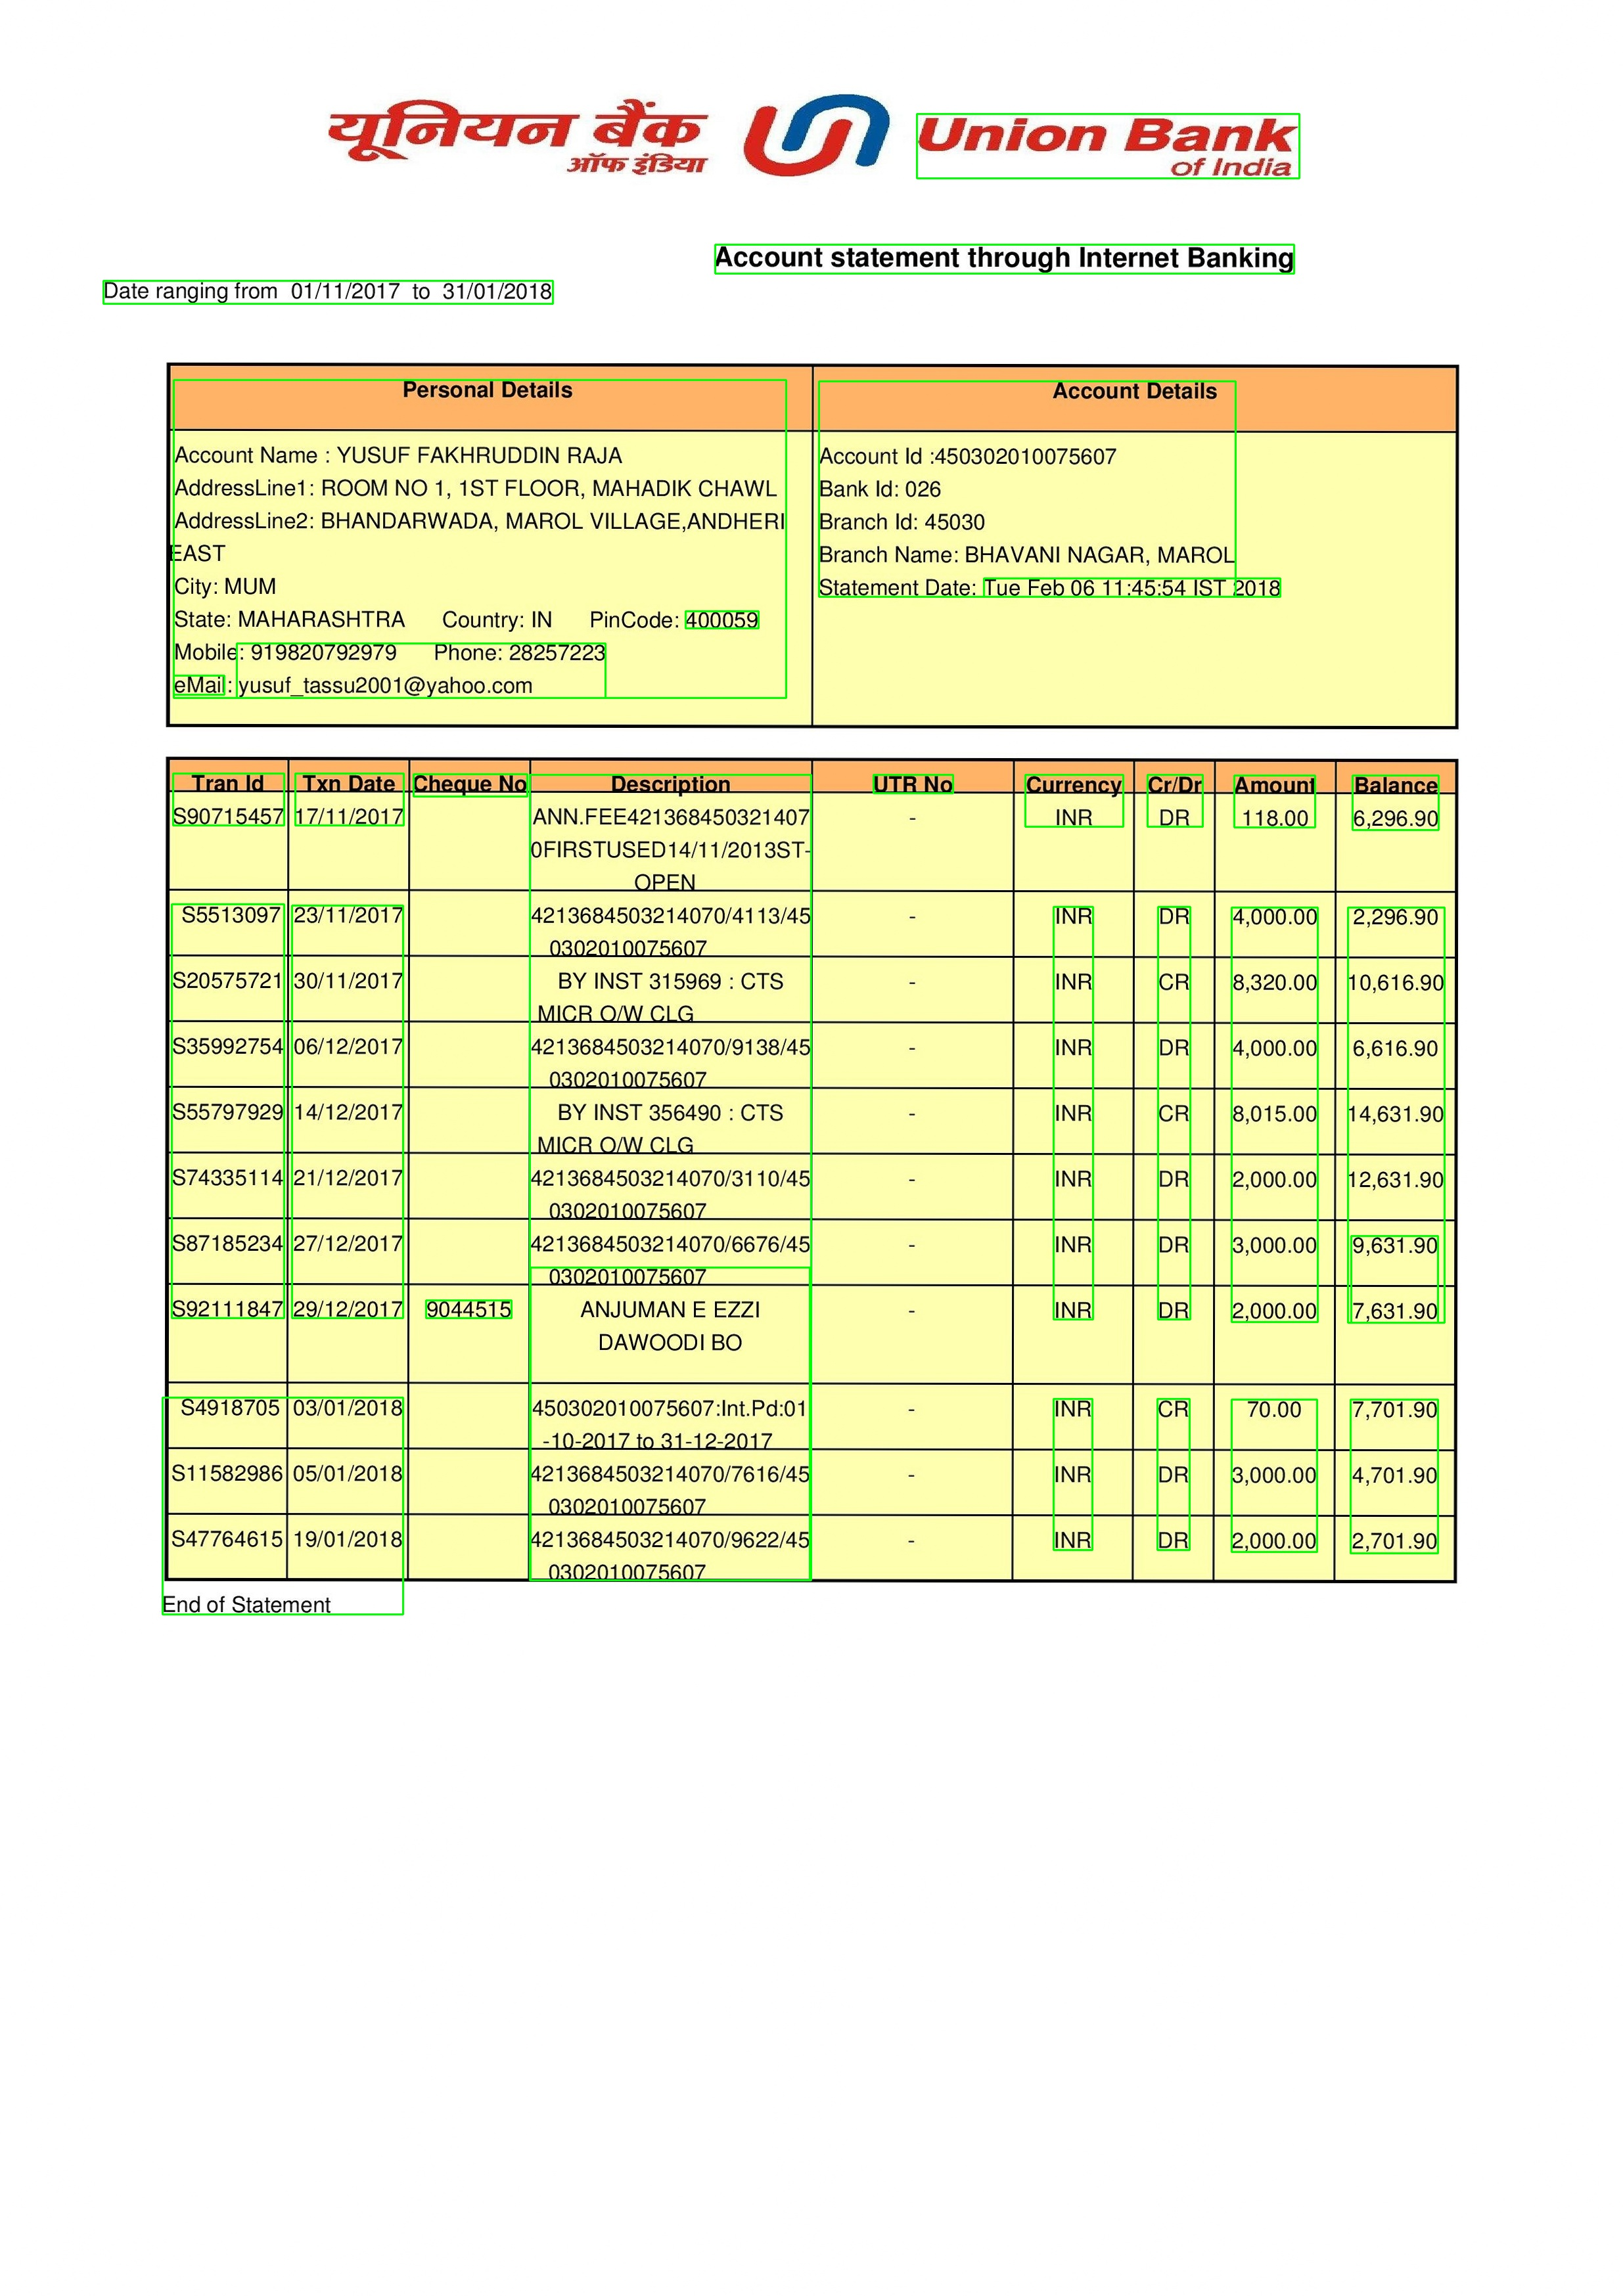 यूनियन बैंक
ऑफ इंडिया
Union Bank
of India
Account statement through Internet Banking
Date ranging from 01/11/2017 to 31/01/2018
Personal Details
Account Name : YUSUF FAKHRUDDIN RAJA
AddressLine1: ROOM NO 1, 1ST FLOOR, MAHADIK CHAWL
AddressLine2: BHANDARWADA, MAROL VILLAGE,ANDHERI
EAST
City: MUM
State: MAHARASHTRA Country: IN PinCode: 400059
Mobile: 919820792979 Phone: 28257223
eMail: yusuf_tassu2001@yahoo.com
Account Details
Account Id :450302010075607
Bank Id: 026
Branch Id: 45030
Branch Name: BHAVANI NAGAR, MAROL
Statement Date: Tue Feb 06 11:45:54 IST 2018
Tran Id Txn Date Cheque No Description UTR No Currency Cr/Dr Amount Balance
S90715457 17/11/2017 ANN.FEE421368450321407 - INR DR 118.00 6,296.90
0FIRSTUSED14/11/2013ST-
OPEN
S5513097 23/11/2017 4213684503214070/4113/45 - INR DR 4,000.00 2,296.90
0302010075607
S20575721 30/11/2017 BY INST 315969 : CTS - INR CR 8,320.00 10,616.90
MICR O/W CLG
S35992754 06/12/2017 4213684503214070/9138/45 - INR DR 4,000.00 6,616.90
0302010075607
S55797929 14/12/2017 BY INST 356490 : CTS - INR CR 8,015.00 14,631.90
MICR O/W CLG
S74335114 21/12/2017 4213684503214070/3110/45 - INR DR 2,000.00 12,631.90
0302010075607
S87185234 27/12/2017 4213684503214070/6676/45 - INR DR 3,000.00 9,631.90
0302010075607
S92111847 29/12/2017 9044515 ANJUMAN E EZZI - INR DR 2,000.00 7,631.90
DAWOODI BO
S4918705 03/01/2018 450302010075607:Int.Pd:01 - INR CR 70.00 7,701.90
-10-2017 to 31-12-2017
S11582986 05/01/2018 4213684503214070/7616/45 - INR DR 3,000.00 4,701.90
0302010075607
S47764615 19/01/2018 4213684503214070/9622/45 - INR DR 2,000.00 2,701.90
0302010075607
End of Statement